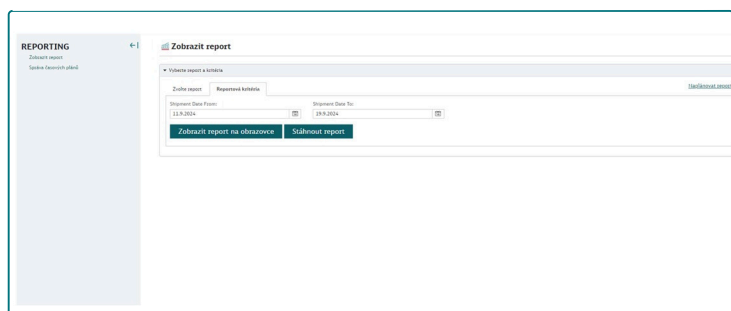 REPORTING
Zobrazit report
Správa časových plánů
Zobrazit report
Vyberte report a kritéria
Zvolte report
Reportová kritéria
Naplánovat report
Shipment Date From:
Shipment Date To:
11.9.2024
19.9.2024
Zobrazit report na obrazovce
Stáhnout report